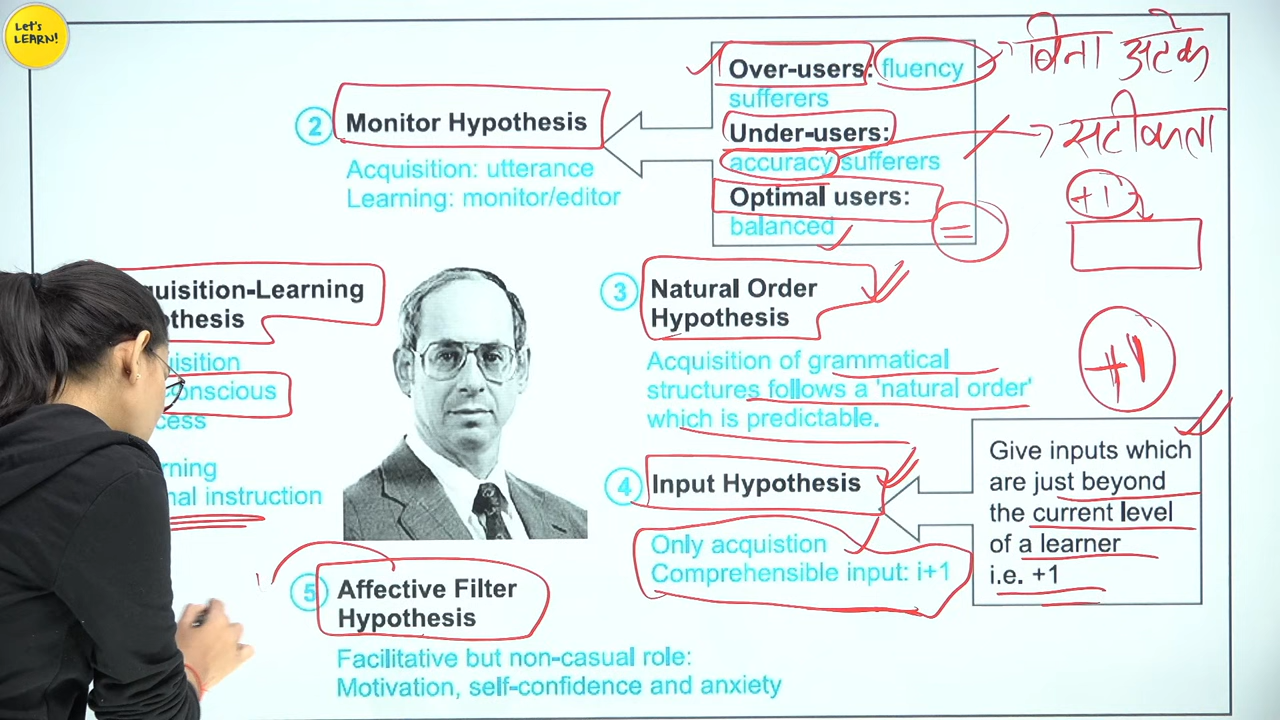 Let's
LEARN!
2
Monitor Hypothesis
Acquisition: utterance
Learning: monitor/editor
Over-users: fluency
sufferers
Under-users:
accuracy sufferers
Optimal users:
balanced
=
बिना अटके
सटीकता
+1
+1
quisition-Learning
othesis
uisition
conscious
cess
rning
nal instruction
3
Natural Order
Hypothesis
Acquisition of grammatical
structures follows a 'natural order'
which is predictable.
4
Input Hypothesis
Only acquistion
Comprehensible input: i+1
Give inputs which
are just beyond
the current level
of a learner
i.e. +1
5
Affective Filter
Hypothesis
Facilitative but non-casual role:
Motivation, self-confidence and anxiety